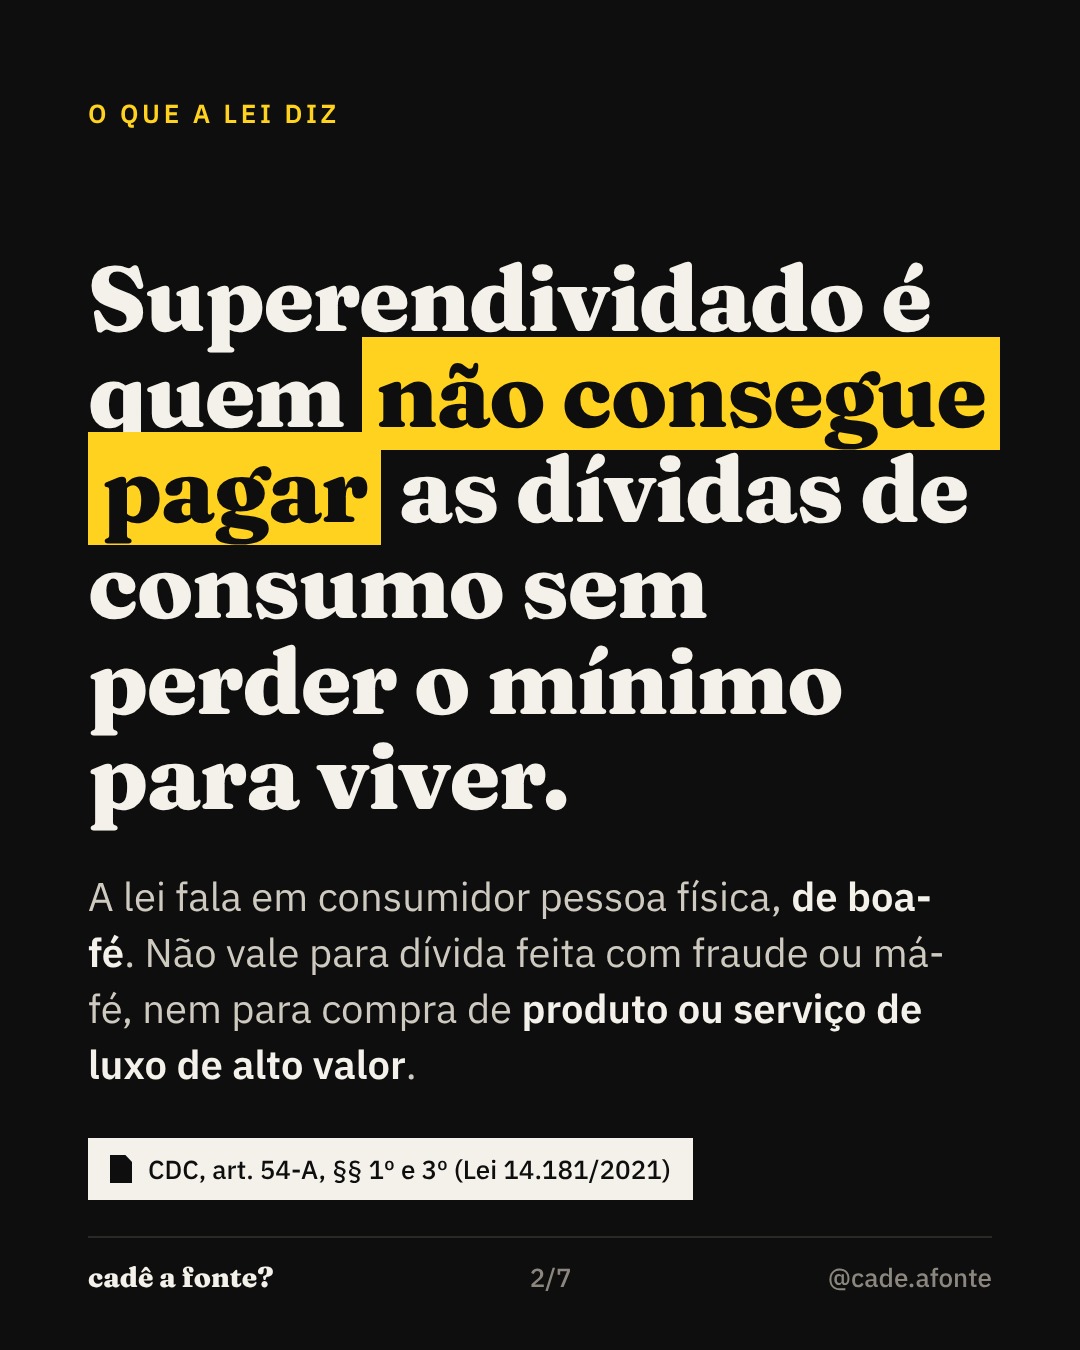 O QUE A LEI DIZ
Superendividado é
quem não consegue
pagar as dívidas de
consumo sem
perder o mínimo
para viver.
A lei fala em consumidor pessoa física, de boa-
fé. Não vale para dívida feita com fraude ou má-
fé, nem para compra de produto ou serviço de
luxo de alto valor.
CDC, art. 54-A, §§ 1º e 3º (Lei 14.181/2021)
cadê a fonte?
2/7
@cade.afonte